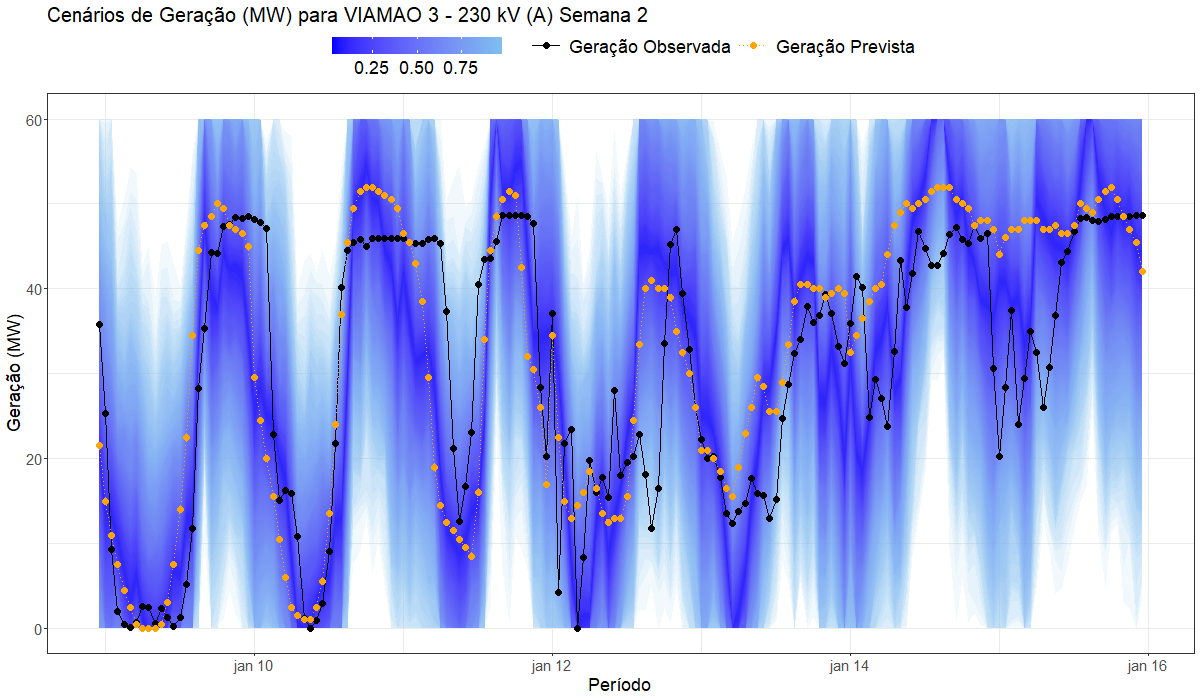 Cenários de Geração (MW) para VIAMAO 3 - 230 kV (A) Semana 2
0.25 0.50 0.75
Geração Observada
Geração Prevista
Geração (MW)
60
40
20
0
jan 10
jan 12
jan 14
jan 16
Período